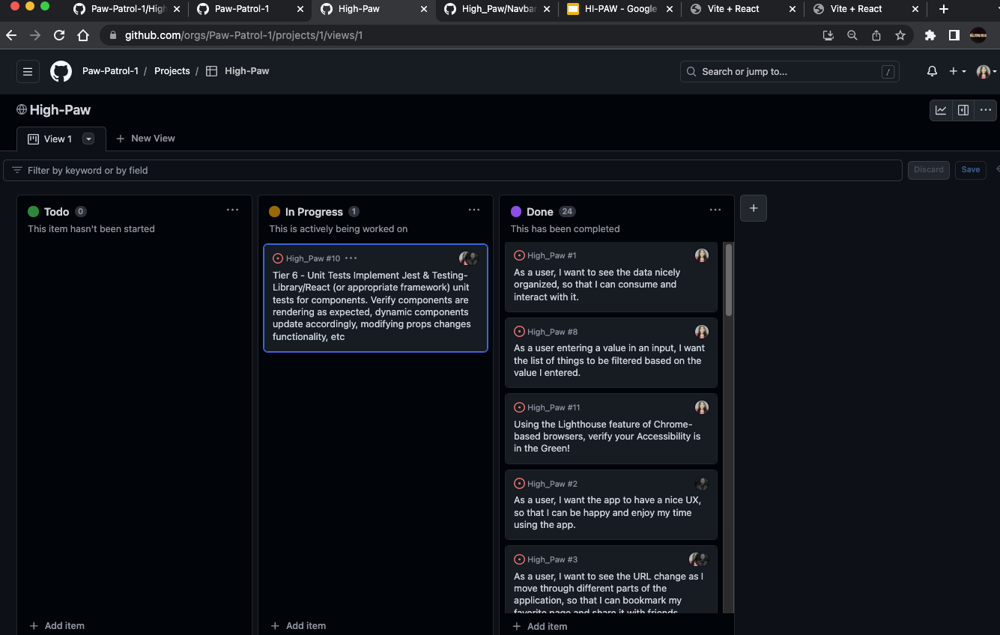 Paw-Patrol-1/High
Paw-Patrol-1
High-Paw
High_Paw/Navbar
HI-PAW - Google
Vite + React
Vite + React
github.com/orgs/Paw-Patrol-1/projects/1/views/1
Paw-Patrol-1 / Projects / High-Paw
Search or jump to... /
High-Paw
View 1
New View
Filter by keyword or by field
Discard
Save
Todo 0
This item hasn't been started
Add item
In Progress 1
This is actively being worked on
High_Paw #10
Tier 6 - Unit Tests Implement Jest & Testing-
Library/React (or appropriate framework) unit
tests for components. Verify components are
rendering as expected, dynamic components
update accordingly, modifying props changes
functionality, etc
Add item
Done 24
This has been completed
High_Paw #1
As a user, I want to see the data nicely
organized, so that I can consume and
interact with it.
High_Paw #8
As a user entering a value in an input, I want
the list of things to be filtered based on the
value I entered.
High_Paw #11
Using the Lighthouse feature of Chrome-
based browsers, verify your Accessibility is
in the Green!
High_Paw #2
As a user, I want the app to have a nice UX,
so that I can be happy and enjoy my time
using the app.
High_Paw #3
As a user, I want to see the URL change as I
move through different parts of the
application, so that I can bookmark my
favorite page and share it with friends
Add item